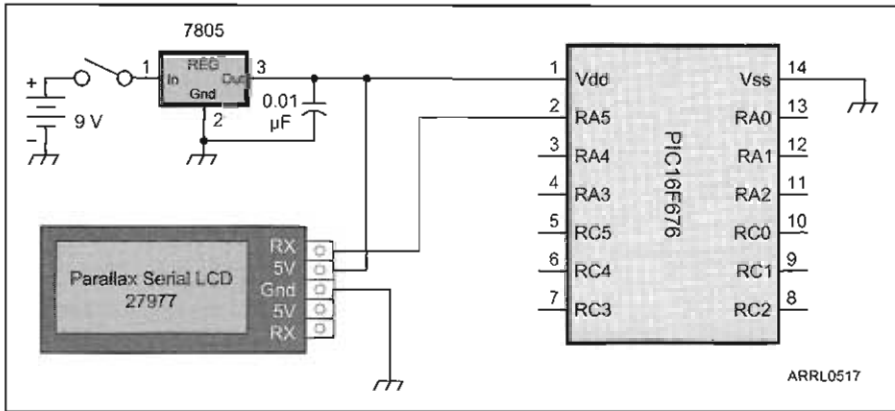 7805
1 REG 3
In Out
Gnd
2
+
9 V
-
0.01
µF
Parallax Serial LCD
27977
RX
5V
Gnd
5V
RX
PIC16F676
1 Vdd Vss 14
2 RA5 RA0 13
3 RA4 RA1 12
4 RA3 RA2 11
5 RC5 RC0 10
6 RC4 RC1 9
7 RC3 RC2 8
ARRL0517